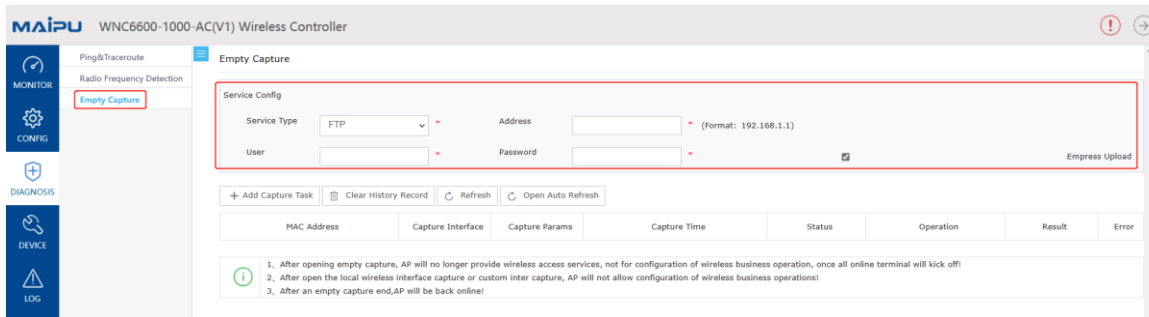 MAIPU WNC6600-1000-AC(V1) Wireless Controller
MONITOR
CONFIG
DIAGNOSIS
DEVICE
LOG
Ping&Traceroute
Radio Frequency Detection
Empty Capture
Empty Capture
Service Config
Service Type FTP * Address * (Format: 192.168.1.1)
User * Password * Empress Upload
+ Add Capture Task Clear History Record Refresh Open Auto Refresh
MAC Address Capture Interface Capture Params Capture Time Status Operation Result Error
1、After opening empty capture, AP will no longer provide wireless access services, not for configuration of wireless business operation, once all online terminal will kick off!
2、After open the local wireless interface capture or custom inter capture, AP will not allow configuration of wireless business operations!
3、After an empty capture end,AP will be back online!